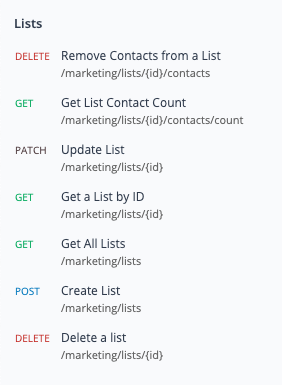 Lists
DELETE Remove Contacts from a List
/marketing/lists/{id}/contacts
GET Get List Contact Count
/marketing/lists/{id}/contacts/count
PATCH Update List
/marketing/lists/{id}
GET Get a List by ID
/marketing/lists/{id}
GET Get All Lists
/marketing/lists
POST Create List
/marketing/lists
DELETE Delete a list
/marketing/lists/{id}